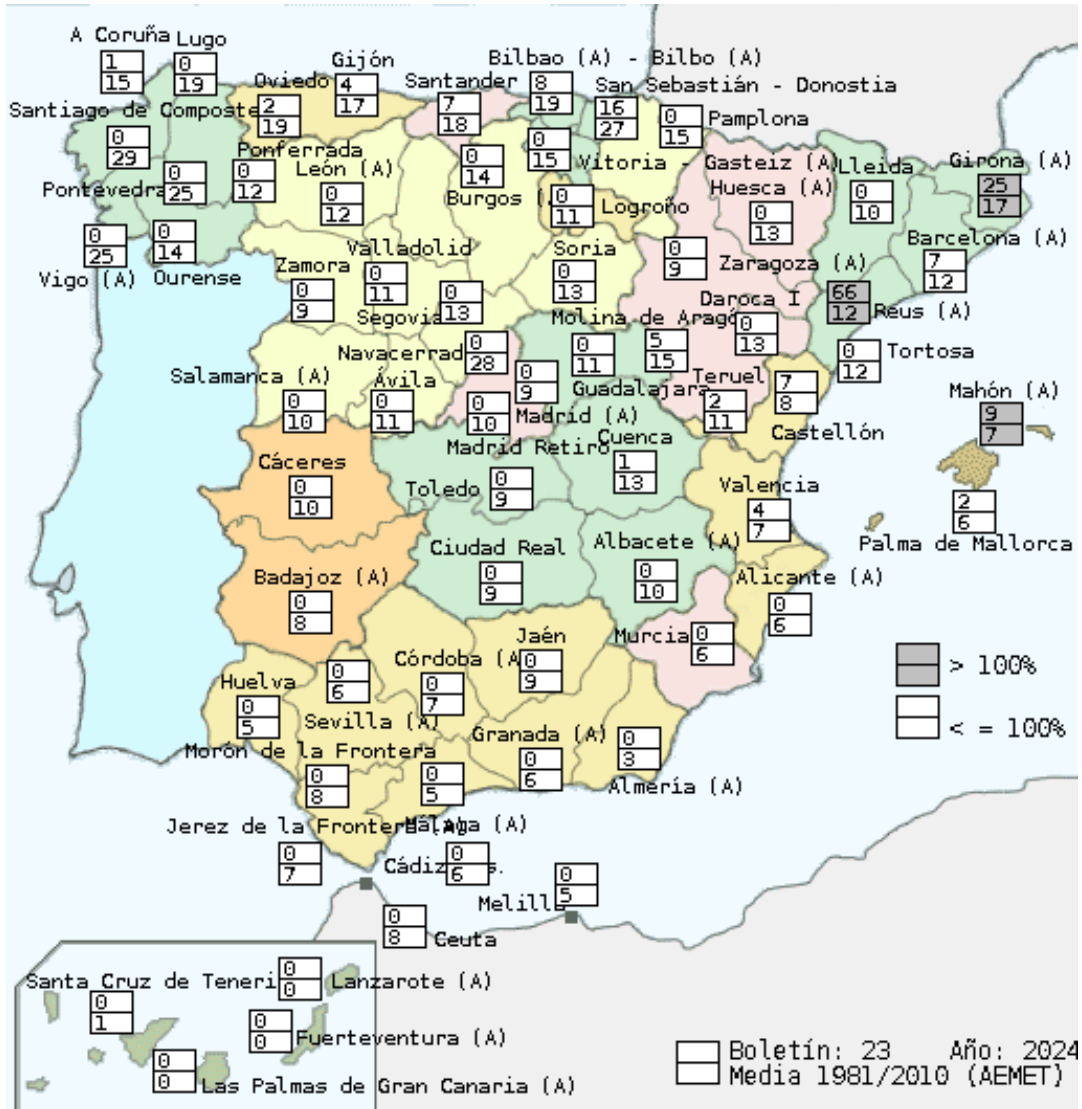 A Coruña
1
15
Lugo
0
19
Oviedo
2
19
Gijón
4
17
Santander
7
18
Bilbao (A) - Bilbo (A)
8
19
San Sebastián - Donostia
16
27
Pamplona
0
15
Santiago de Composte
0
29
Pontevedra
0
25
Ponferrada
0
12
León (A)
0
12
Burgos (
0
14
Vitoria - Gasteiz (A)
0
15
Logroño
0
11
Huesca (A)
0
13
Lleida
0
10
Girona (A)
25
17
Vigo (A)
0
25
Ourense
0
14
Zamora
0
9
Valladolid
0
11
Segovia
0
13
Soria
0
13
Zaragoza (A)
0
9
Barcelona (A)
7
12
Daroca I
0
13
Reus (A)
66
12
Tortosa
0
12
Salamanca (A)
0
10
Ávila
0
11
Navacerrad
0
28
Molina de Aragó
5
15
Guadalajara
0
11
Madrid (A)
0
9
Madrid Retiro
0
10
Teruel
2
11
Castellón
7
8
Mahón (A)
9
7
Cáceres
0
10
Toledo
0
9
Cuenca
1
13
Valencia
4
7
Palma de Mallorca
2
6
Badajoz (A)
0
8
Ciudad Real
0
9
Albacete (A)
0
10
Alicante (A)
0
6
Murcia
0
6
Huelva
0
5
Sevilla (A)
0
6
Córdoba (A
0
7
Jaén
0
9
Morón de la Frontera
0
8
Granada (A)
0
6
Almería (A)
0
3
Málaga (A)
0
5
Jerez de la Frontera
0
7
Cádiz
s.
0
6
Ceuta
0
8
Melilla
0
5
> 100%
< = 100%
Santa Cruz de Teneri
0
1
Lanzarote (A)
0
0
Fuerteventura (A)
0
0
Las Palmas de Gran Canaria (A)
0
0
Boletín: 23 Año: 2024
Media 1981/2010 (AEMET)